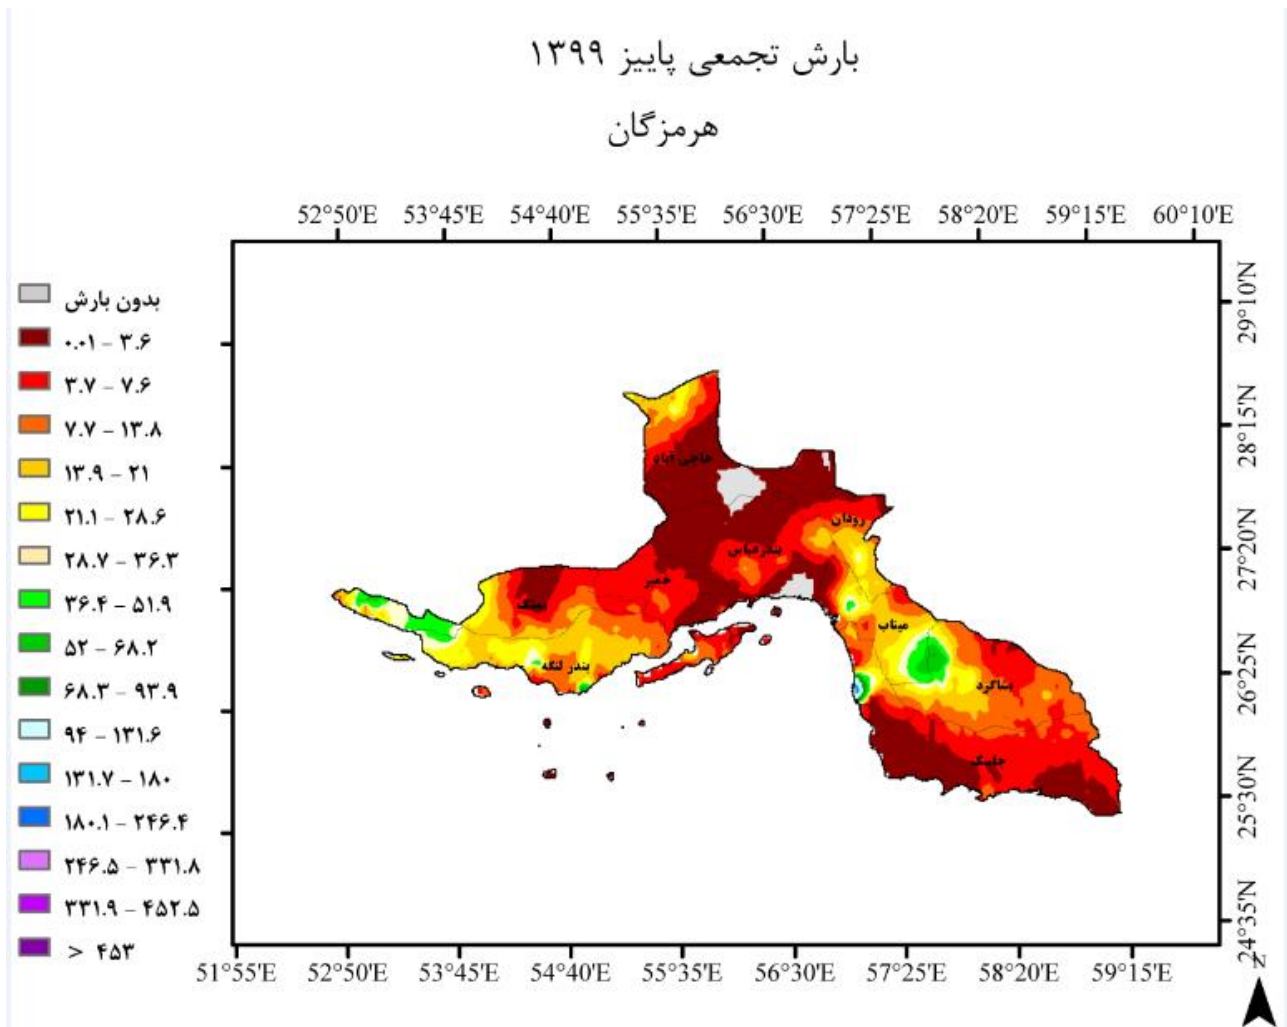 بارش تجمعی پاییز ۱۳۹۹
هرمزگان
52°50'E 53°45'E 54°40'E 55°35'E 56°30'E 57°25'E 58°20'E 59°15'E 60°10'E
بدون بارش
۰.۰۱ – ۳.۶
۳.۷ – ۷.۶
۷.۷ – ۱۳.۸
۱۳.۹ – ۲۱
۲۱.۱ – ۲۸.۶
۲۸.۷ – ۳۶.۳
۳۶.۴ – ۵۱.۹
۵۲ – ۶۸.۲
۶۸.۳ – ۹۳.۹
۹۴ – ۱۳۱.۶
۱۳۱.۷ – ۱۸۰
۱۸۰.۱ – ۲۴۶.۴
۲۴۶.۵ – ۳۳۱.۸
۳۳۱.۹ – ۴۵۲.۵
> ۴۵۳
حاجی آباد
رودان
بندرعباس
خمیر
بستک
میناب
بندر لنگه
بشاگرد
جاسک
29°10'N
28°15'N
27°20'N
26°25'N
25°30'N
24°35'N
51°55'E 52°50'E 53°45'E 54°40'E 55°35'E 56°30'E 57°25'E 58°20'E 59°15'E
N